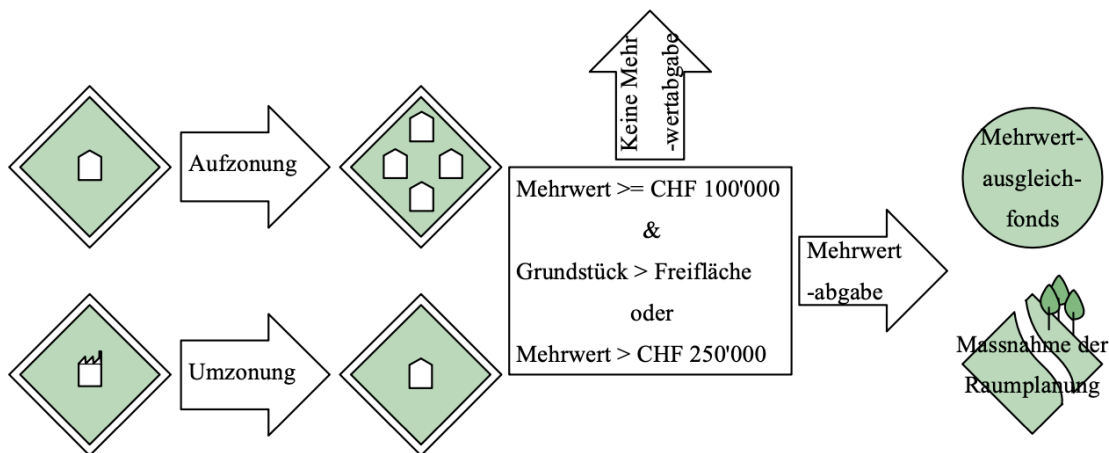 Aufzonung
Umzonung
Keine Mehr
-wertabgabe
Mehrwert >= CHF 100'000
&
Grundstück > Freifläche
oder
Mehrwert > CHF 250'000
Mehrwert
-abgabe
Mehrwert-
ausgleich-
fonds
Massnahme der
Raumplanung